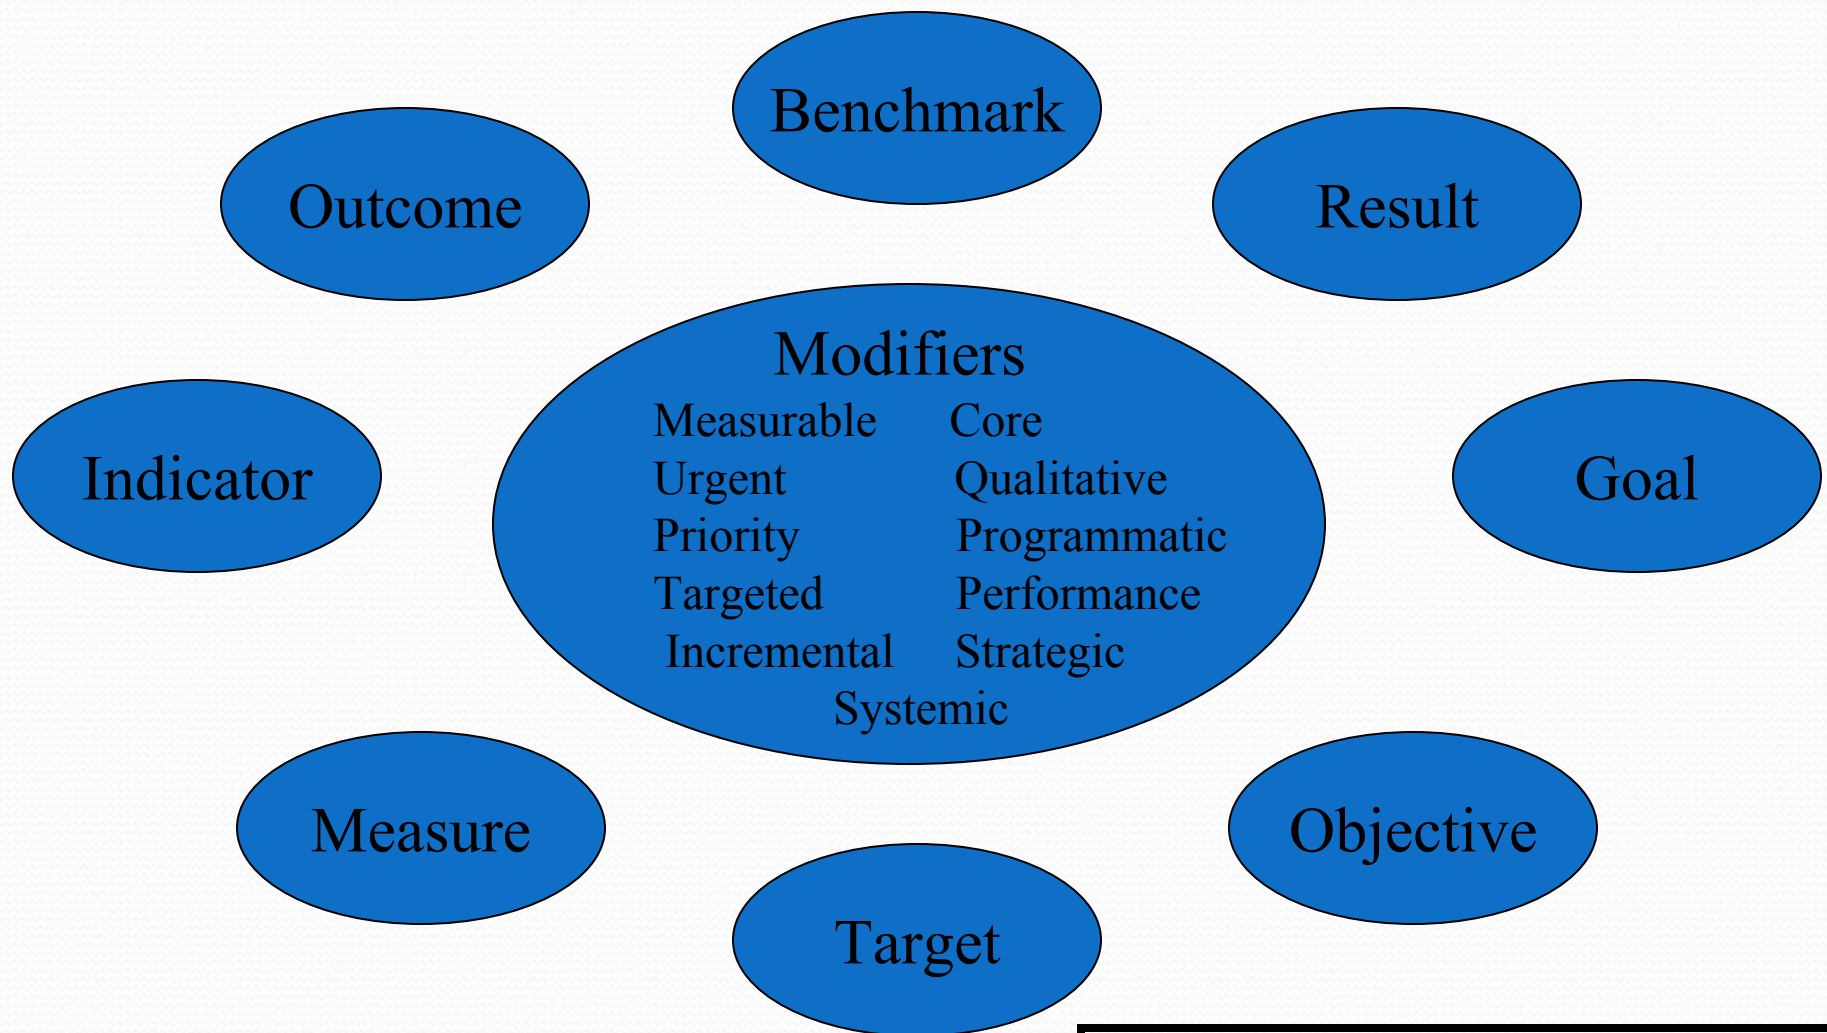 Benchmark
Outcome
Result
Modifiers
Measurable Core
Urgent Qualitative
Priority Programmatic
Targeted Performance
Incremental Strategic
Systemic
Indicator
Goal
Measure
Objective
Target